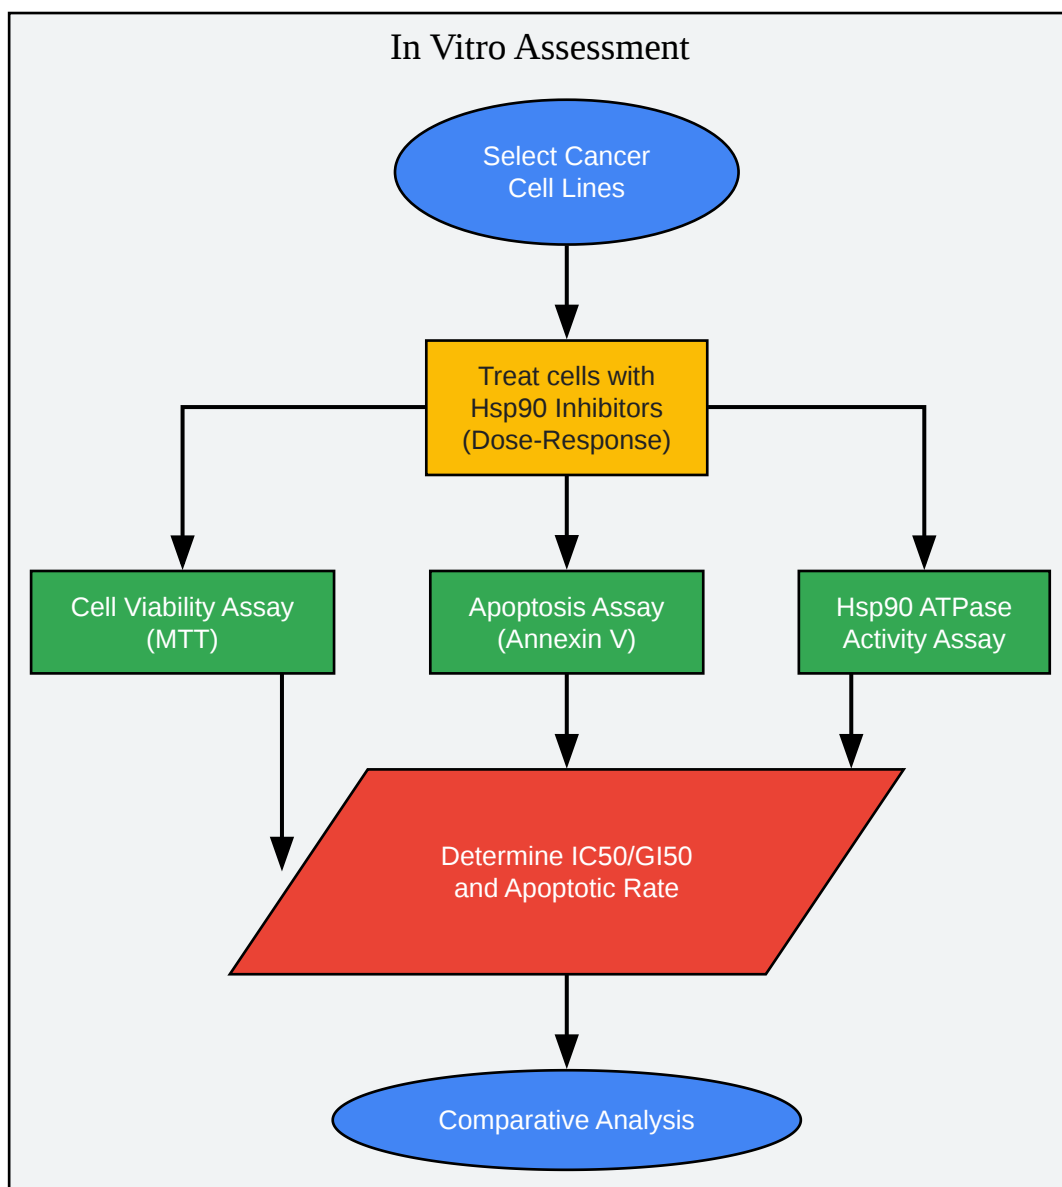 In Vitro Assessment
Select Cancer
Cell Lines
Treat cells with
Hsp90 Inhibitors
(Dose-Response)
Cell Viability Assay
(MTT)
Apoptosis Assay
(Annexin V)
Hsp90 ATPase
Activity Assay
Determine IC50/GI50
and Apoptotic Rate
Comparative Analysis